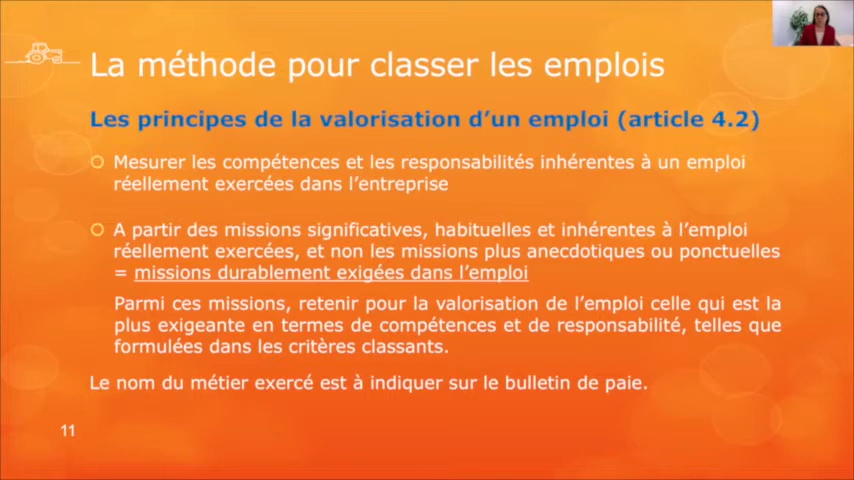 La méthode pour classer les emplois
Les principes de la valorisation d'un emploi (article 4.2)
Mesurer les compétences et les responsabilités inhérentes à un emploi
réellement exercées dans l'entreprise
A partir des missions significatives, habituelles et inhérentes à l'emploi
réellement exercées, et non les missions plus anecdotiques ou ponctuelles
= missions durablement exigées dans l'emploi
Parmi ces missions, retenir pour la valorisation de l'emploi celle qui est la
plus exigeante en termes de compétences et de responsabilité, telles que
formulées dans les critères classants.
Le nom du métier exercé est à indiquer sur le bulletin de paie.
11